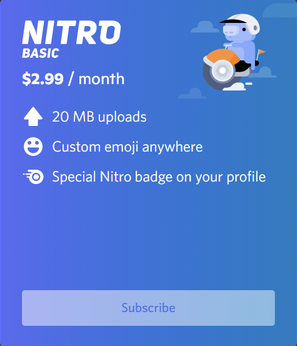 NITRO
BASIC
$2.99 / month
20 MB uploads
Custom emoji anywhere
Special Nitro badge on your profile
Subscribe